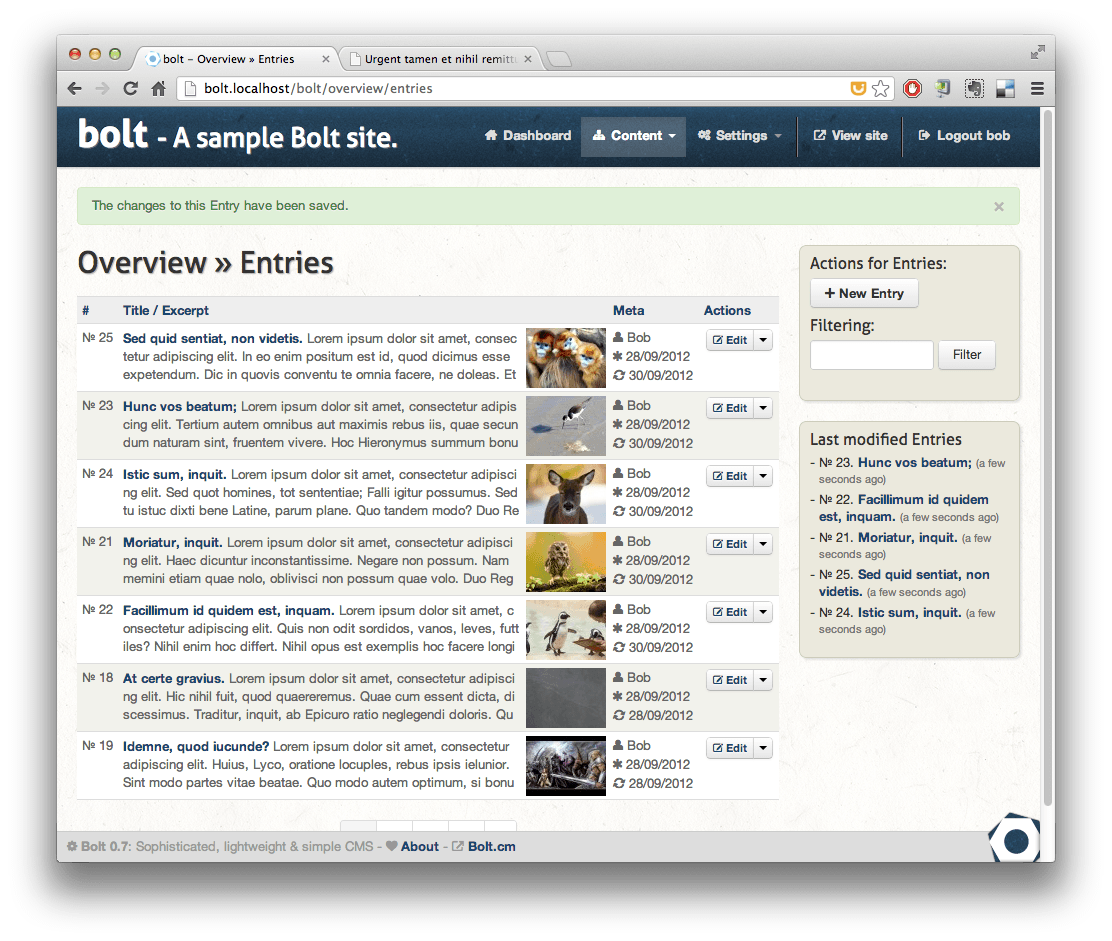 bolt – Overview » Entries
Urgent tamen et nihil remitt
bolt.localhost/bolt/overview/entries
bolt - A sample Bolt site.
Dashboard
Content
Settings
View site
Logout bob
The changes to this Entry have been saved.
×
Overview » Entries
# Title / Excerpt Meta Actions
№ 25 Sed quid sentiat, non videtis. Lorem ipsum dolor sit amet, consec
tetur adipiscing elit. In eo enim positum est id, quod dicimus esse
expetendum. Dic in quovis conventu te omnia facere, ne doleas. Et
Bob
28/09/2012
30/09/2012
Edit
№ 23 Hunc vos beatum; Lorem ipsum dolor sit amet, consectetur adipis
cing elit. Tertium autem omnibus aut maximis rebus iis, quae secun
dum naturam sint, fruentem vivere. Hoc Hieronymus summum bonu
Bob
28/09/2012
30/09/2012
Edit
№ 24 Istic sum, inquit. Lorem ipsum dolor sit amet, consectetur adipisci
ng elit. Sed quot homines, tot sententiae; Falli igitur possumus. Sed
tu istuc dixti bene Latine, parum plane. Quo tandem modo? Duo Re
Bob
28/09/2012
30/09/2012
Edit
№ 21 Moriatur, inquit. Lorem ipsum dolor sit amet, consectetur adipisci
ng elit. Haec dicuntur inconstantissime. Negare non possum. Nam
memini etiam quae nolo, oblivisci non possum quae volo. Duo Reg
Bob
28/09/2012
30/09/2012
Edit
№ 22 Facillimum id quidem est, inquam. Lorem ipsum dolor sit amet, c
onsectetur adipiscing elit. Quis non odit sordidos, vanos, leves, futt
iles? Nihil enim hoc differt. Nihil opus est exemplis hoc facere longi
Bob
28/09/2012
30/09/2012
Edit
№ 18 At certe gravius. Lorem ipsum dolor sit amet, consectetur adipisci
ng elit. Hic nihil fuit, quod quaereremus. Quae cum essent dicta, di
scessimus. Traditur, inquit, ab Epicuro ratio neglegendi doloris. Qu
Bob
28/09/2012
28/09/2012
Edit
№ 19 Idemne, quod iucunde? Lorem ipsum dolor sit amet, consectetur
adipiscing elit. Huius, Lyco, oratione locuples, rebus ipsis ielunior.
Sint modo partes vitae beatae. Quo modo autem optimum, si bonu
Bob
28/09/2012
28/09/2012
Edit
Actions for Entries:
+ New Entry
Filtering:
Filter
Last modified Entries
- № 23. Hunc vos beatum; (a few
seconds ago)
- № 22. Facillimum id quidem
est, inquam. (a few seconds ago)
- № 21. Moriatur, inquit. (a few
seconds ago)
- № 25. Sed quid sentiat, non
videtis. (a few seconds ago)
- № 24. Istic sum, inquit. (a few
seconds ago)
Bolt 0.7: Sophisticated, lightweight & simple CMS - About - Bolt.cm